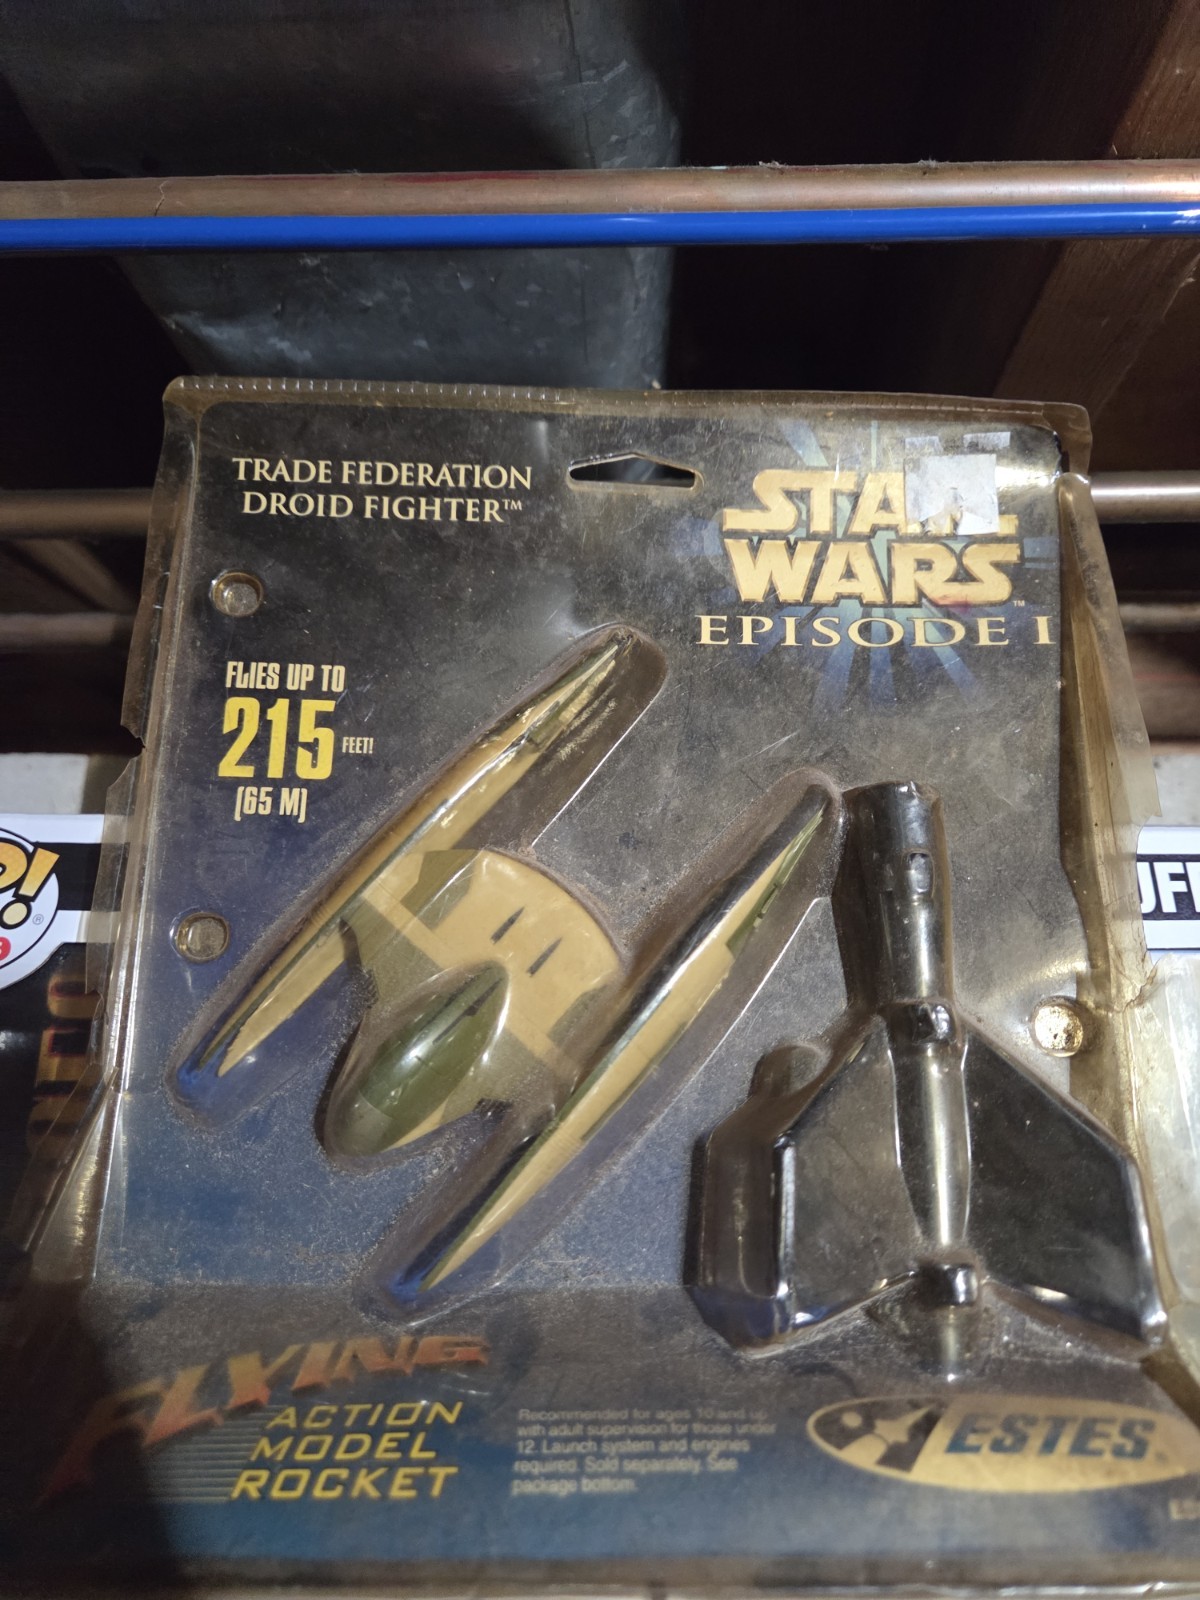 TRADE FEDERATION
DROID FIGHTER™
STAR
WARS™
EPISODE I
FLIES UP TO
215
FEET!
(65 M)
FLYING
ACTION
MODEL
ROCKET
Recommended for ages 10 and up
with adult supervision for those under
12. Launch system and engines
required. Sold separately. See
package bottom.
ESTES